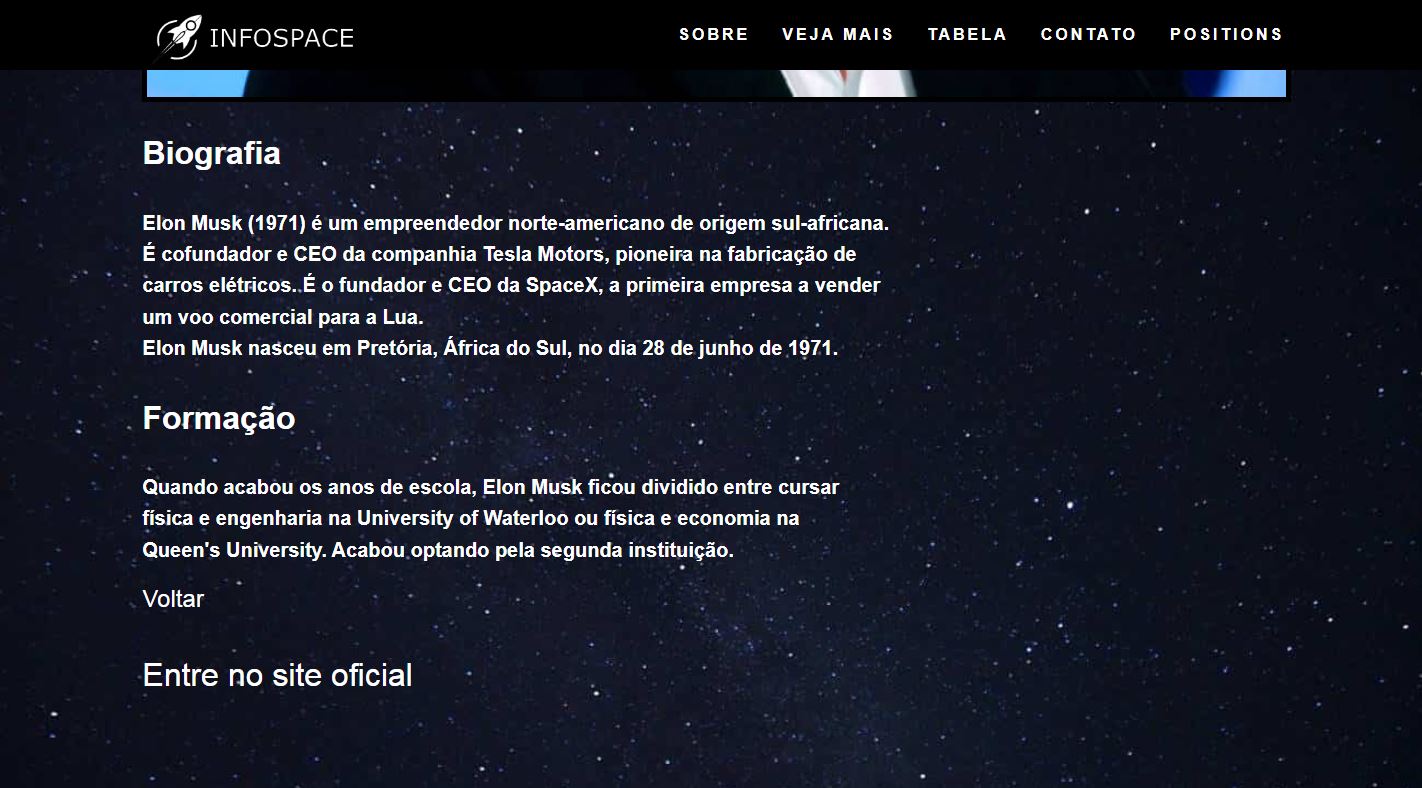 INFOSPACE
SOBRE VEJA MAIS TABELA CONTATO POSITIONS
Biografia
Elon Musk (1971) é um empreendedor norte-americano de origem sul-africana.
É cofundador e CEO da companhia Tesla Motors, pioneira na fabricação de
carros elétricos. É o fundador e CEO da SpaceX, a primeira empresa a vender
um voo comercial para a Lua.
Elon Musk nasceu em Pretória, África do Sul, no dia 28 de junho de 1971.
Formação
Quando acabou os anos de escola, Elon Musk ficou dividido entre cursar
física e engenharia na University of Waterloo ou física e economia na
Queen's University. Acabou optando pela segunda instituição.
Voltar
Entre no site oficial